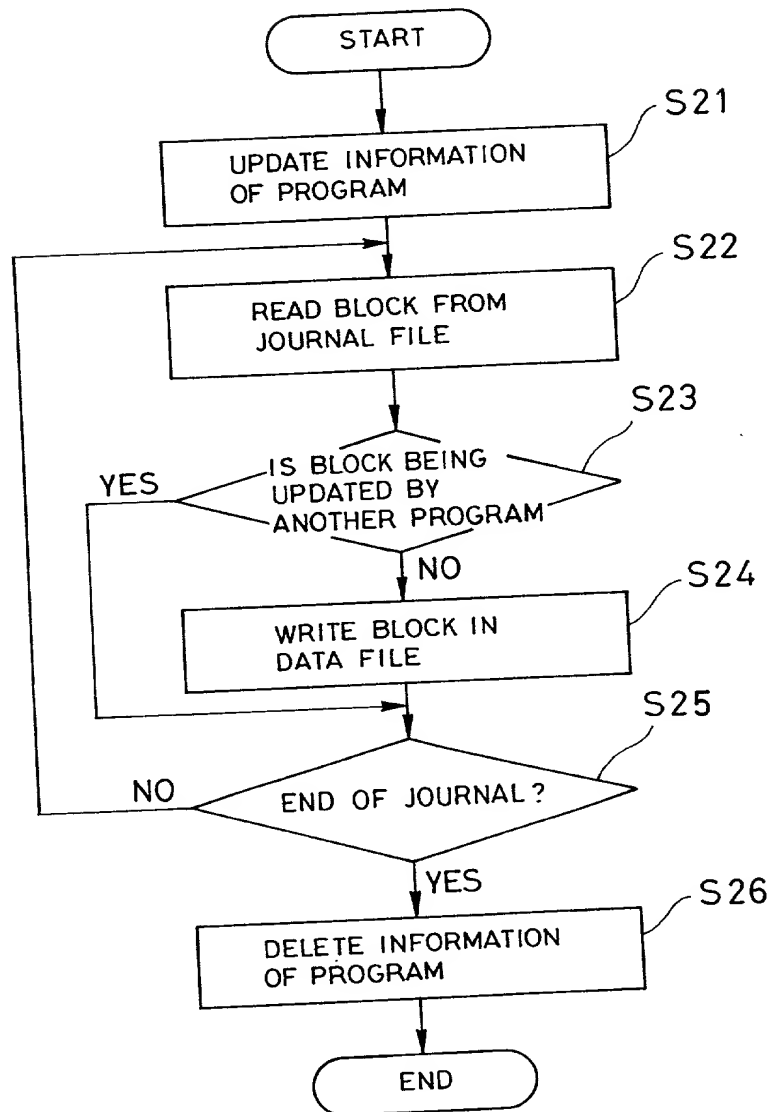 START
S21
UPDATE INFORMATION
OF PROGRAM
S22
READ BLOCK FROM
JOURNAL FILE
S23
IS BLOCK BEING
UPDATED BY
ANOTHER PROGRAM
YES
NO
S24
WRITE BLOCK IN
DATA FILE
S25
END OF JOURNAL?
NO
YES
S26
DELETE INFORMATION
OF PROGRAM
END